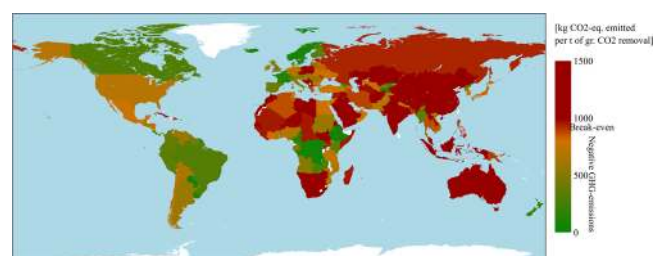 [kg CO2-eq. emitted
per t of gr. CO2 removal]
1500
1000
Break-even
Negative GHG-emissions
500
0